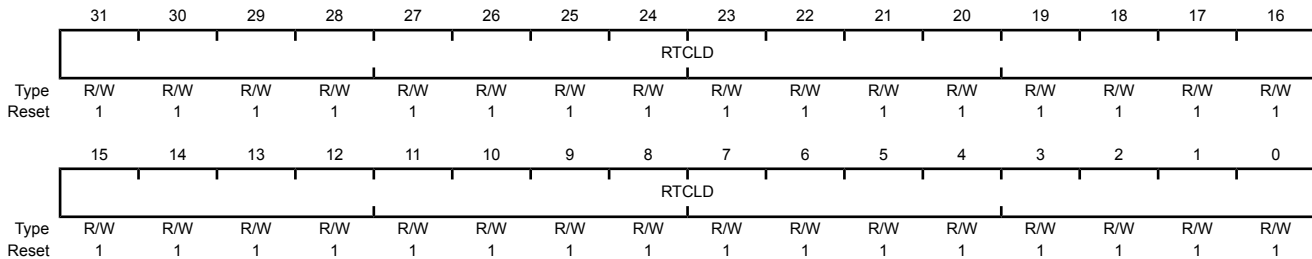 31 30 29 28 27 26 25 24 23 22 21 20 19 18 17 16
RTCLD
Type R/W R/W R/W R/W R/W R/W R/W R/W R/W R/W R/W R/W R/W R/W R/W R/W
Reset 1 1 1 1 1 1 1 1 1 1 1 1 1 1 1 1
15 14 13 12 11 10 9 8 7 6 5 4 3 2 1 0
RTCLD
Type R/W R/W R/W R/W R/W R/W R/W R/W R/W R/W R/W R/W R/W R/W R/W R/W
Reset 1 1 1 1 1 1 1 1 1 1 1 1 1 1 1 1